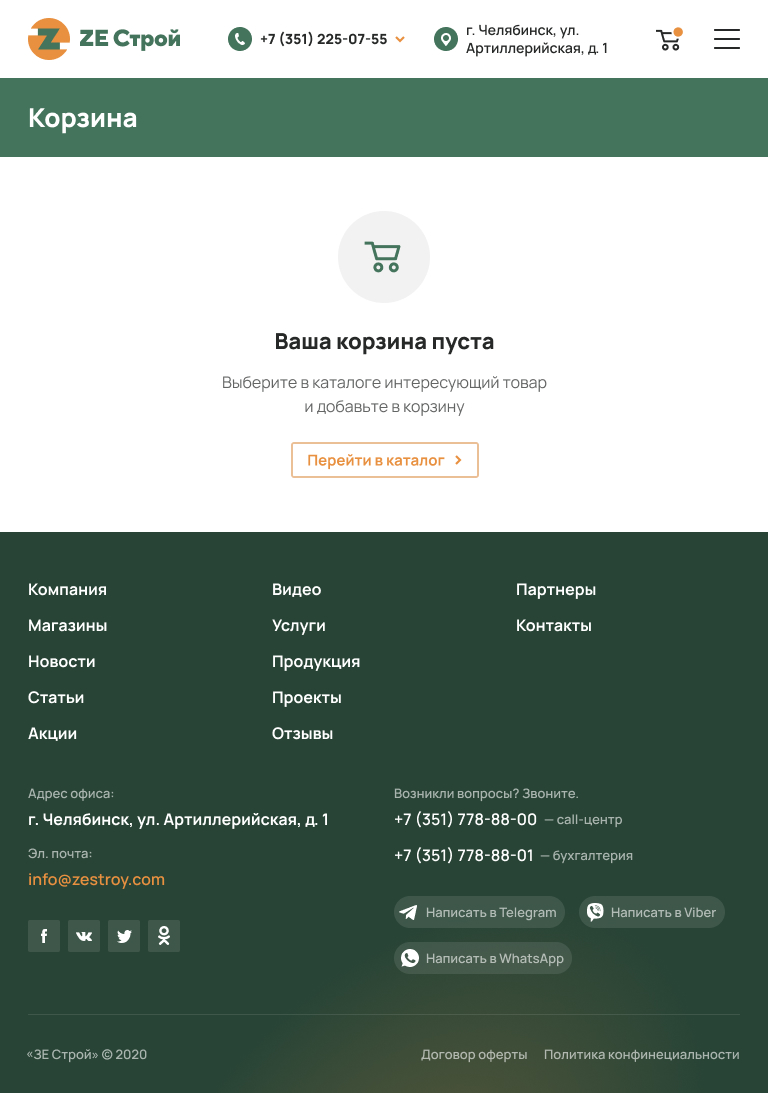 ZE Строй
+7 (351) 225-07-55
г. Челябинск, ул.
Артиллерийская, д. 1
Корзина
Ваша корзина пуста
Выберите в каталоге интересующий товар
и добавьте в корзину
Перейти в каталог
Компания
Видео
Партнеры
Магазины
Услуги
Контакты
Новости
Продукция
Статьи
Проекты
Акции
Отзывы
Адрес офиса:
г. Челябинск, ул. Артиллерийская, д. 1
Эл. почта:
info@zestroy.com
Возникли вопросы? Звоните.
+7 (351) 778-88-00 — call-центр
+7 (351) 778-88-01 — бухгалтерия
Написать в Telegram
Написать в Viber
Написать в WhatsApp
«ЗЕ Строй» © 2020
Договор оферты
Политика конфинециальности